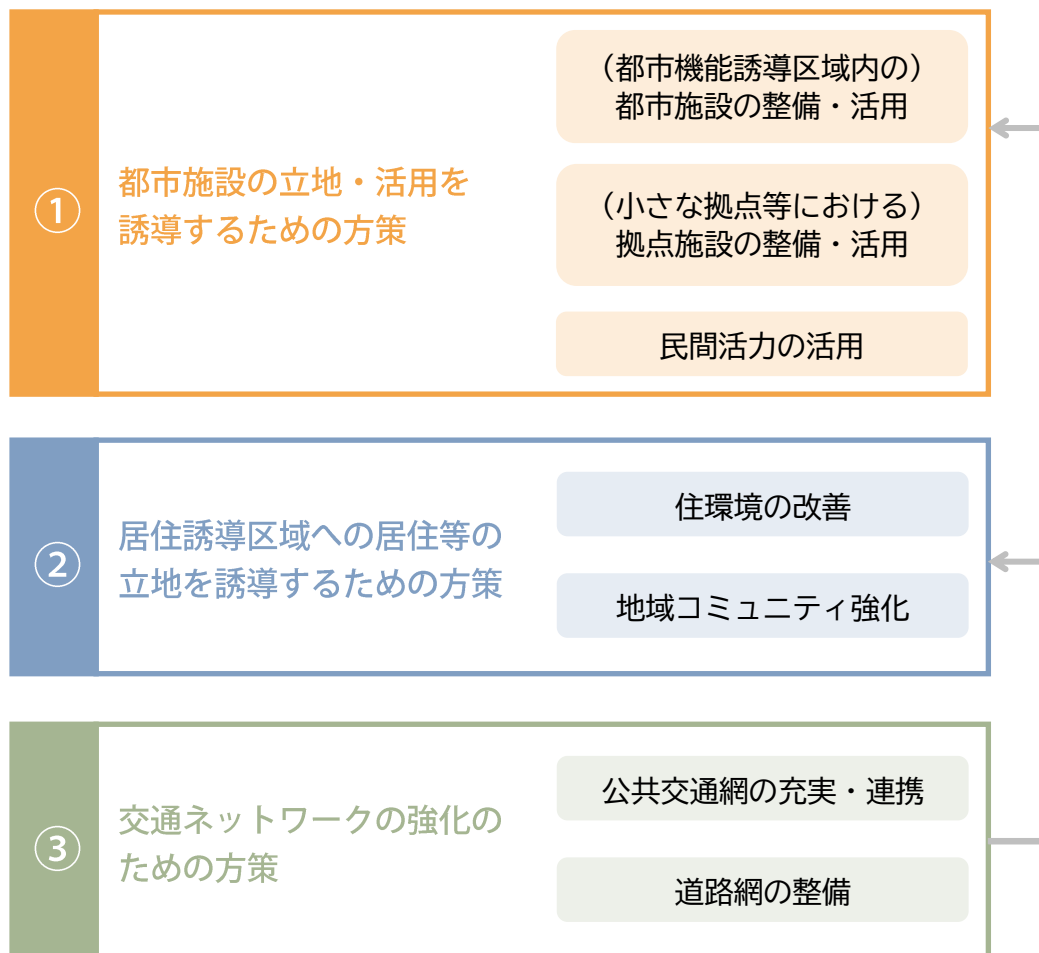 ①
都市施設の立地・活用を
誘導するための方策
（都市機能誘導区域内の）
都市施設の整備・活用
（小さな拠点等における）
拠点施設の整備・活用
民間活力の活用
②
居住誘導区域への居住等の
立地を誘導するための方策
住環境の改善
地域コミュニティ強化
③
交通ネットワークの強化の
ための方策
公共交通網の充実・連携
道路網の整備